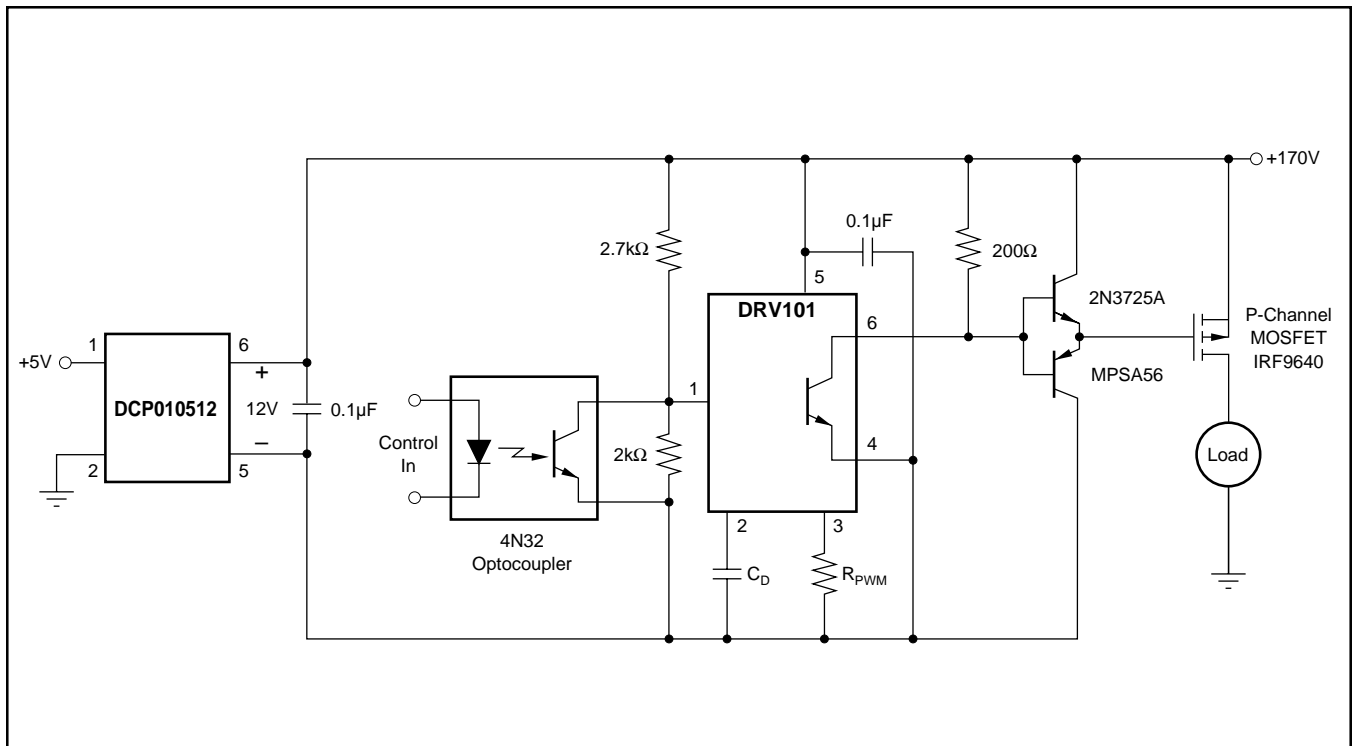 +170V
0.1µF
2.7kΩ
200Ω
5
DRV101
2N3725A
P-Channel
MOSFET
IRF9640
6
+5V
1
6
+
DCP010512
12V
0.1µF
–
2
5
1
MPSA56
Control
In
2kΩ
4
Load
2
3
4N32
Optocoupler
C_D
R_PWM